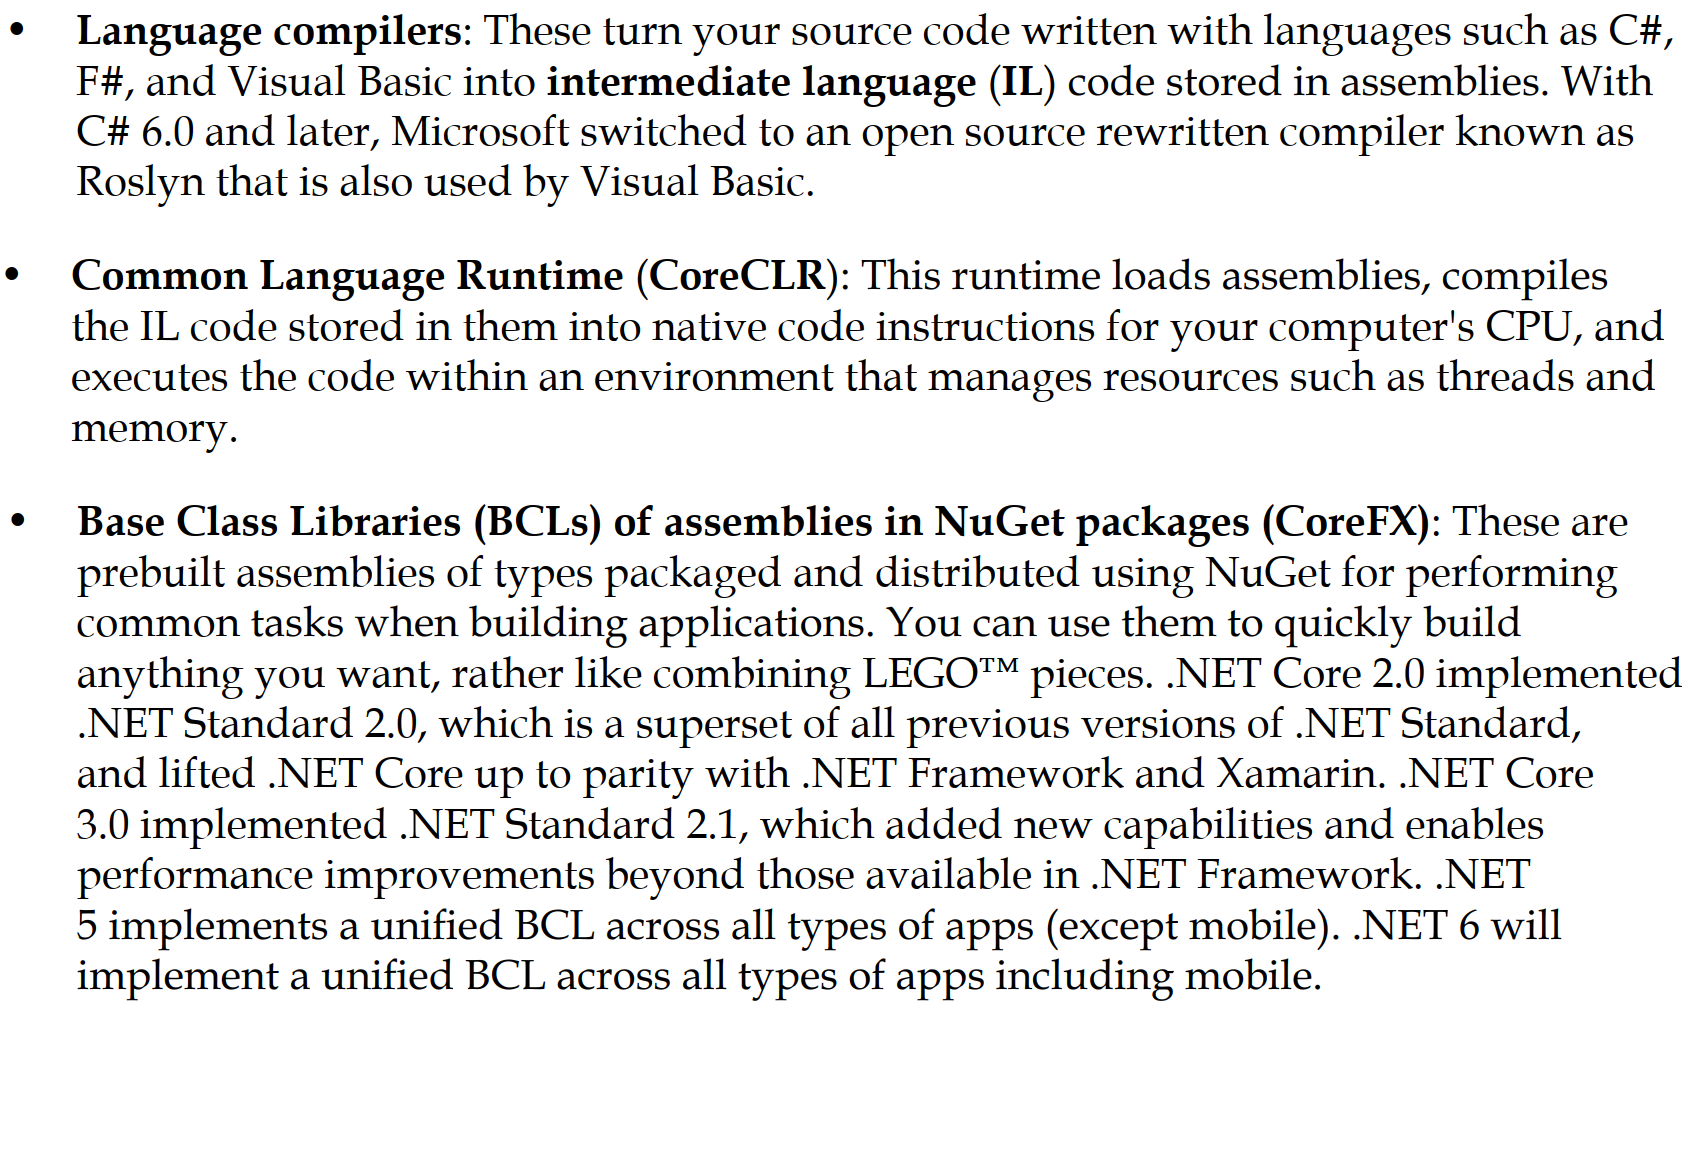 • Language compilers: These turn your source code written with languages such as C#,
F#, and Visual Basic into intermediate language (IL) code stored in assemblies. With
C# 6.0 and later, Microsoft switched to an open source rewritten compiler known as
Roslyn that is also used by Visual Basic.
• Common Language Runtime (CoreCLR): This runtime loads assemblies, compiles
the IL code stored in them into native code instructions for your computer's CPU, and
executes the code within an environment that manages resources such as threads and
memory.
• Base Class Libraries (BCLs) of assemblies in NuGet packages (CoreFX): These are
prebuilt assemblies of types packaged and distributed using NuGet for performing
common tasks when building applications. You can use them to quickly build
anything you want, rather like combining LEGO™ pieces. .NET Core 2.0 implemented
.NET Standard 2.0, which is a superset of all previous versions of .NET Standard,
and lifted .NET Core up to parity with .NET Framework and Xamarin. .NET Core
3.0 implemented .NET Standard 2.1, which added new capabilities and enables
performance improvements beyond those available in .NET Framework. .NET
5 implements a unified BCL across all types of apps (except mobile). .NET 6 will
implement a unified BCL across all types of apps including mobile.